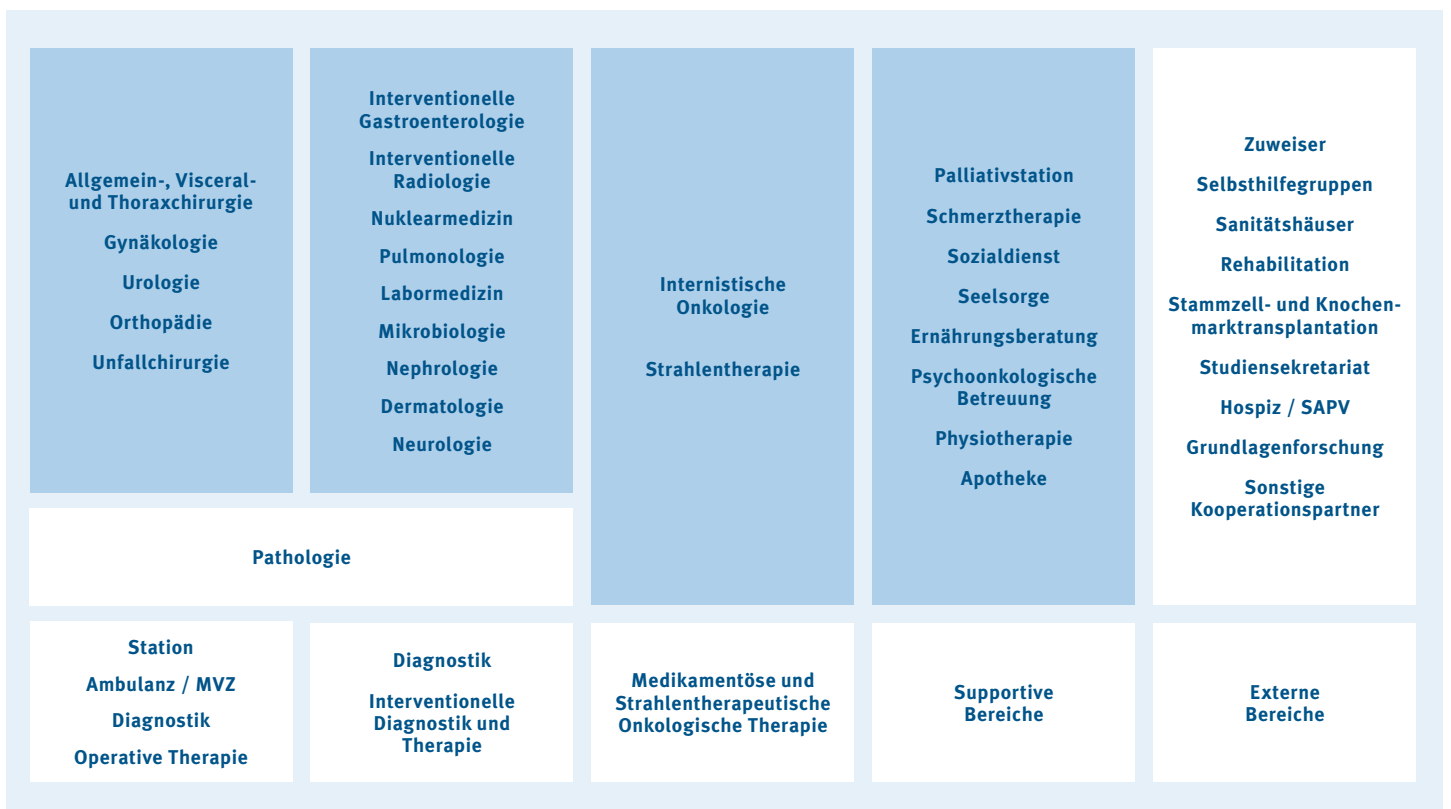 Allgemein-, Visceral-
und Thoraxchirurgie
Gynäkologie
Urologie
Orthopädie
Unfallchirurgie
Interventionelle
Gastroenterologie
Interventionelle
Radiologie
Nuklearmedizin
Pulmonologie
Labormedizin
Mikrobiologie
Nephrologie
Dermatologie
Neurologie
Pathologie
Internistische
Onkologie
Strahlentherapie
Palliativstation
Schmerztherapie
Sozialdienst
Seelsorge
Ernährungsberatung
Psychoonkologische
Betreuung
Physiotherapie
Apotheke
Zuweiser
Selbsthilfegruppen
Sanitätshäuser
Rehabilitation
Stammzell- und Knochen-
marktransplantation
Studiensekretariat
Hospiz / SAPV
Grundlagenforschung
Sonstige
Kooperationspartner
Station
Ambulanz / MVZ
Diagnostik
Operative Therapie
Diagnostik
Interventionelle
Diagnostik und
Therapie
Medikamentöse und
Strahlentherapeutische
Onkologische Therapie
Supportive
Bereiche
Externe
Bereiche